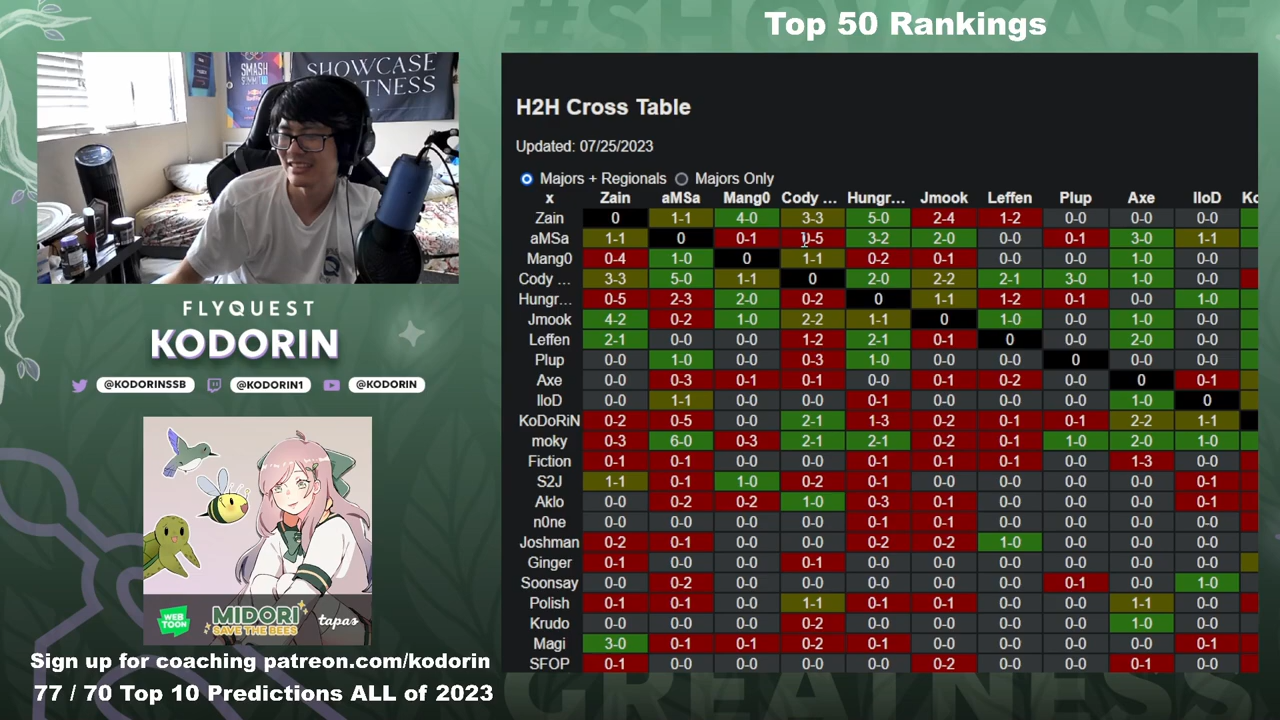 #SHOWCASE
Top 50 Rankings
SMASH
SUMMIT
SHOWCASE
H2H Cross Table
Updated: 07/25/2023
Majors + Regionals Majors Only
x Zain aMSa Mang0 Cody ... Hungr... Jmook Leffen Plup Axe lloD Kc
Zain 0 1-1 4-0 3-3 5-0 2-4 1-2 0-0 0-0 0-0
aMSa 1-1 0 0-1 0-5 3-2 2-0 0-0 0-1 3-0 1-1
Mang0 0-4 1-0 0 1-1 0-2 0-1 0-0 0-0 1-0 0-0
Cody ... 3-3 5-0 1-1 0 2-0 2-2 2-1 3-0 1-0 0-0
Hungr... 0-5 2-3 2-0 0-2 0 1-1 1-2 0-1 0-0 1-0
Jmook 4-2 0-2 1-0 2-2 1-1 0 1-0 0-0 1-0 0-0
Leffen 2-1 0-0 0-0 1-2 2-1 0-1 0 0-0 2-0 0-0
Plup 0-0 1-0 0-0 0-3 1-0 0-0 0-0 0 0-0 0-0
Axe 0-0 0-3 0-1 0-1 0-0 0-1 0-2 0-0 0 0-1
lloD 0-0 1-1 0-0 0-0 0-1 0-0 0-0 0-0 1-0 0
KoDoRiN 0-2 0-5 0-0 2-1 1-3 0-2 0-1 0-1 2-2 1-1
moky 0-3 6-0 0-3 2-1 2-1 0-2 0-1 1-0 2-0 1-0
Fiction 0-1 0-1 0-0 0-0 0-1 0-1 0-1 0-0 1-3 0-0
S2J 1-1 0-1 1-0 0-2 0-1 0-0 0-0 0-0 0-0 0-1
Aklo 0-0 0-2 0-2 1-0 0-3 0-1 0-0 0-0 0-0 0-1
n0ne 0-0 0-0 0-0 0-0 0-1 0-1 0-0 0-0 0-0 0-0
Joshman 0-2 0-1 0-0 0-0 0-2 0-2 1-0 0-0 0-0 0-0
Ginger 0-1 0-0 0-0 0-1 0-0 0-0 0-0 0-0 0-0 0-0
Soonsay 0-0 0-2 0-0 0-0 0-0 0-0 0-0 0-1 0-0 1-0
Polish 0-1 0-1 0-0 1-1 0-1 0-1 0-0 0-0 1-1 0-0
Krudo 0-0 0-0 0-0 0-2 0-0 0-0 0-0 0-0 1-0 0-0
Magi 3-0 0-1 0-1 0-2 0-1 0-0 0-0 0-0 0-0 0-1
SFOP 0-1 0-0 0-0 0-0 0-0 0-2 0-0 0-0 0-1 0-0
FLYQUEST
KODORIN
@KODORINSSB @KODORIN1 @KODORIN
WEB
TOON
MIDORI
SAVE THE BEES
tapas
Sign up for coaching patreon.com/kodorin
77 / 70 Top 10 Predictions ALL of 2023
GREATNESS